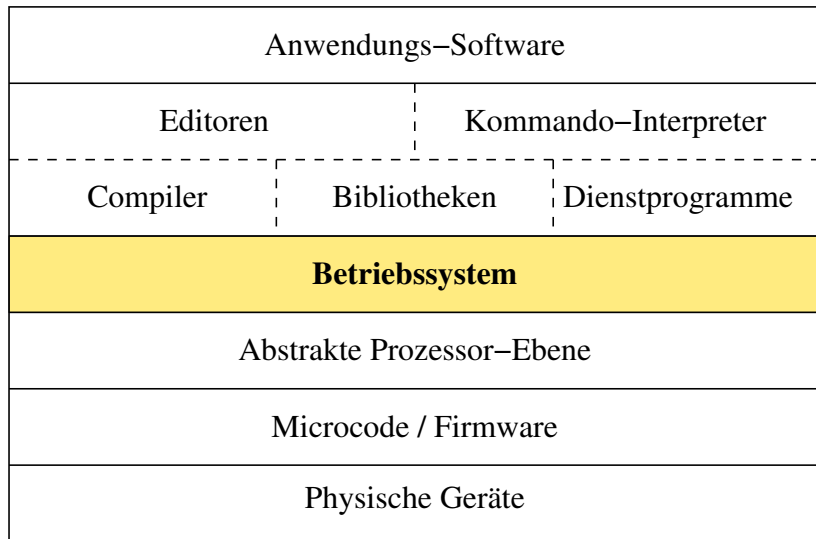 Anwendungs−Software
Editoren Kommando−Interpreter
Compiler Bibliotheken Dienstprogramme
Betriebssystem
Abstrakte Prozessor−Ebene
Microcode / Firmware
Physische Geräte